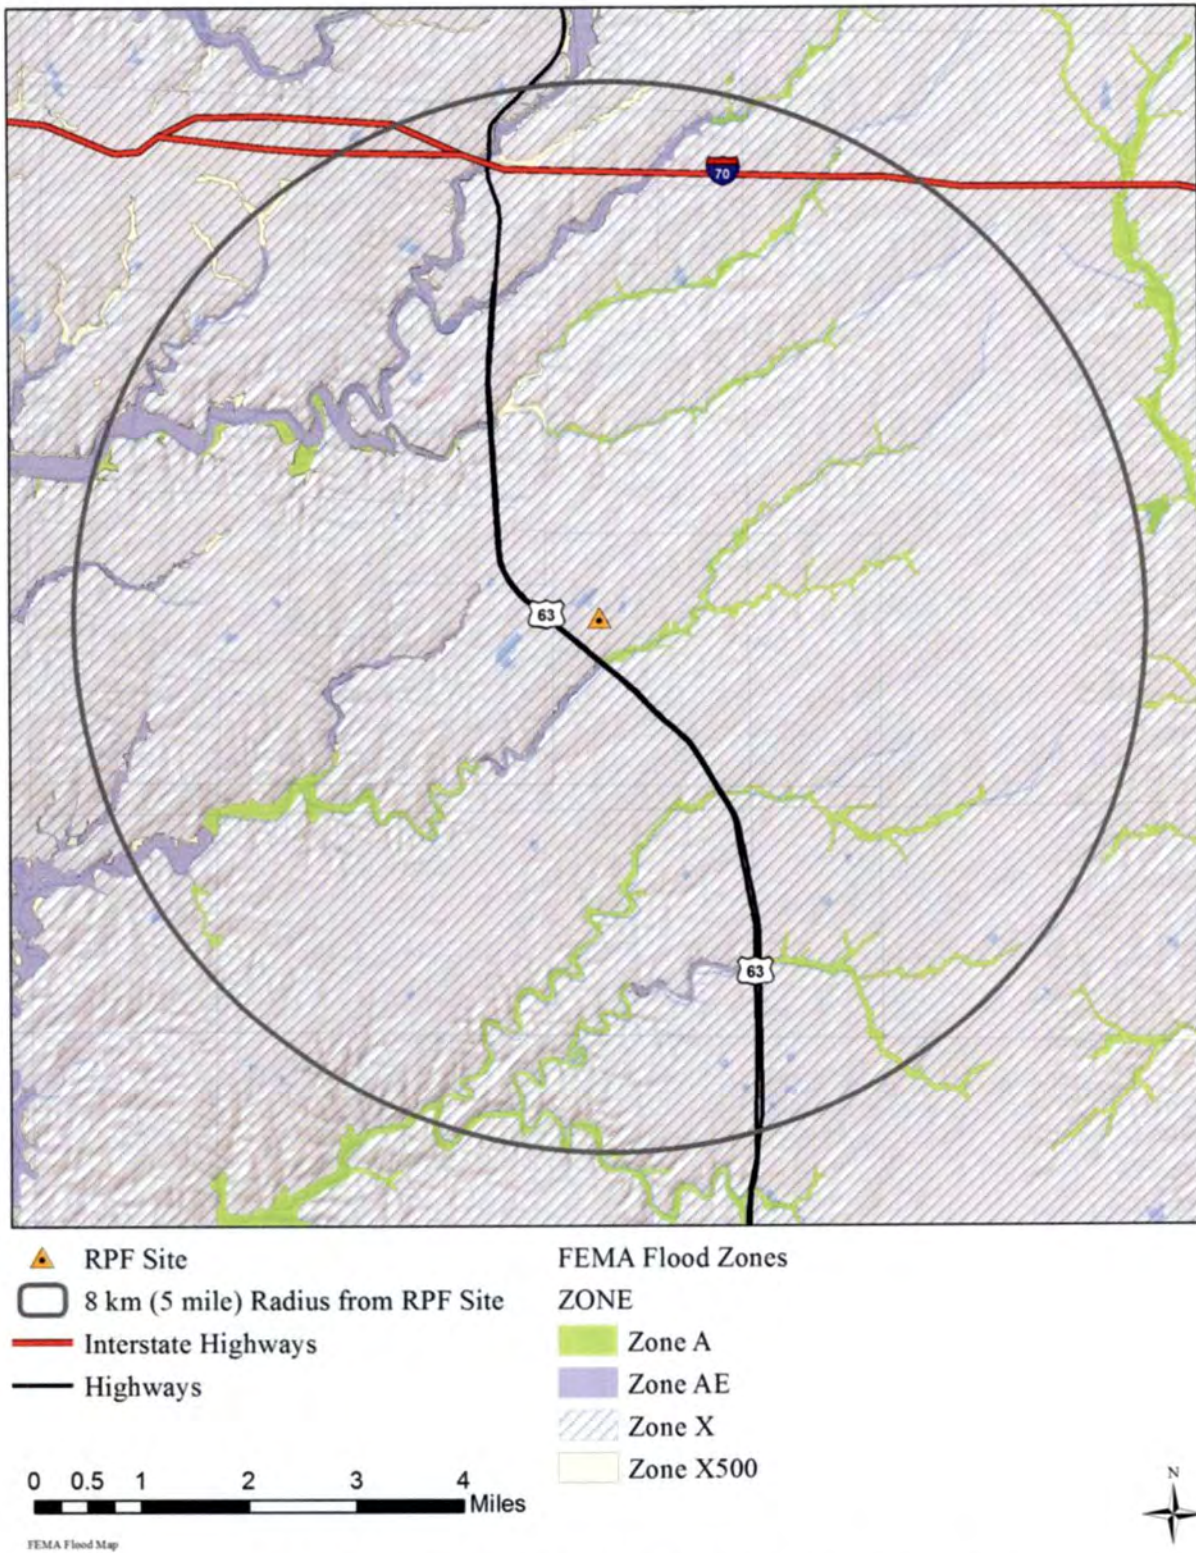 70
63
63
RPF Site
8 km (5 mile) Radius from RPF Site
Interstate Highways
Highways
FEMA Flood Zones
ZONE
Zone A
Zone AE
Zone X
Zone X500
0 0.5 1 2 3 4
Miles
FEMA Flood Map
N